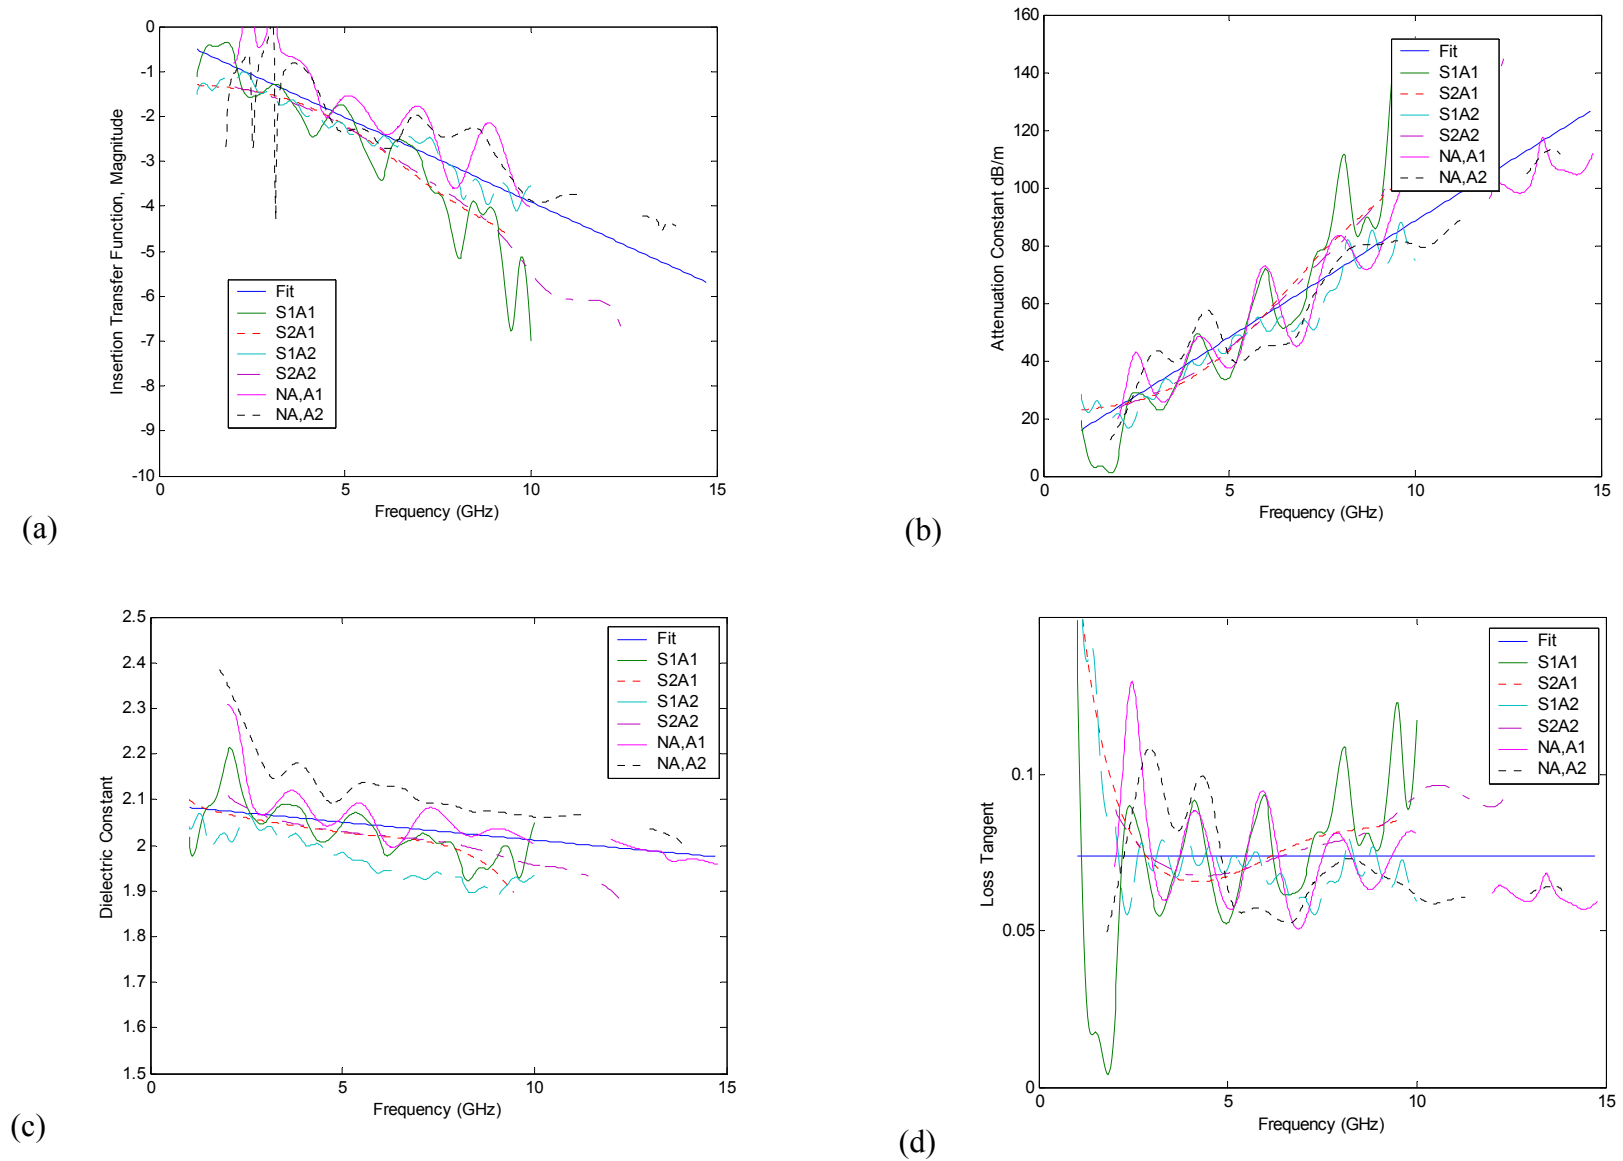 0
-1
-2
-3
-4
-5
-6
-7
-8
-9
-10
0
5
10
15
Insertion Transfer Function, Magnitude
Frequency (GHz)
Fit
S1A1
S2A1
S1A2
S2A2
NA,A1
NA,A2
(a)
160
140
120
100
80
60
40
20
0
0
5
10
15
Attenuation Constant dB/m
Frequency (GHz)
Fit
S1A1
S2A1
S1A2
S2A2
NA,A1
NA,A2
(b)
2.5
2.4
2.3
2.2
2.1
2
1.9
1.8
1.7
1.6
1.5
0
5
10
15
Dielectric Constant
Frequency (GHz)
Fit
S1A1
S2A1
S1A2
S2A2
NA,A1
NA,A2
(c)
0.1
0.05
0
0
5
10
15
Loss Tangent
Frequency (GHz)
Fit
S1A1
S2A1
S1A2
S2A2
NA,A1
NA,A2
(d)